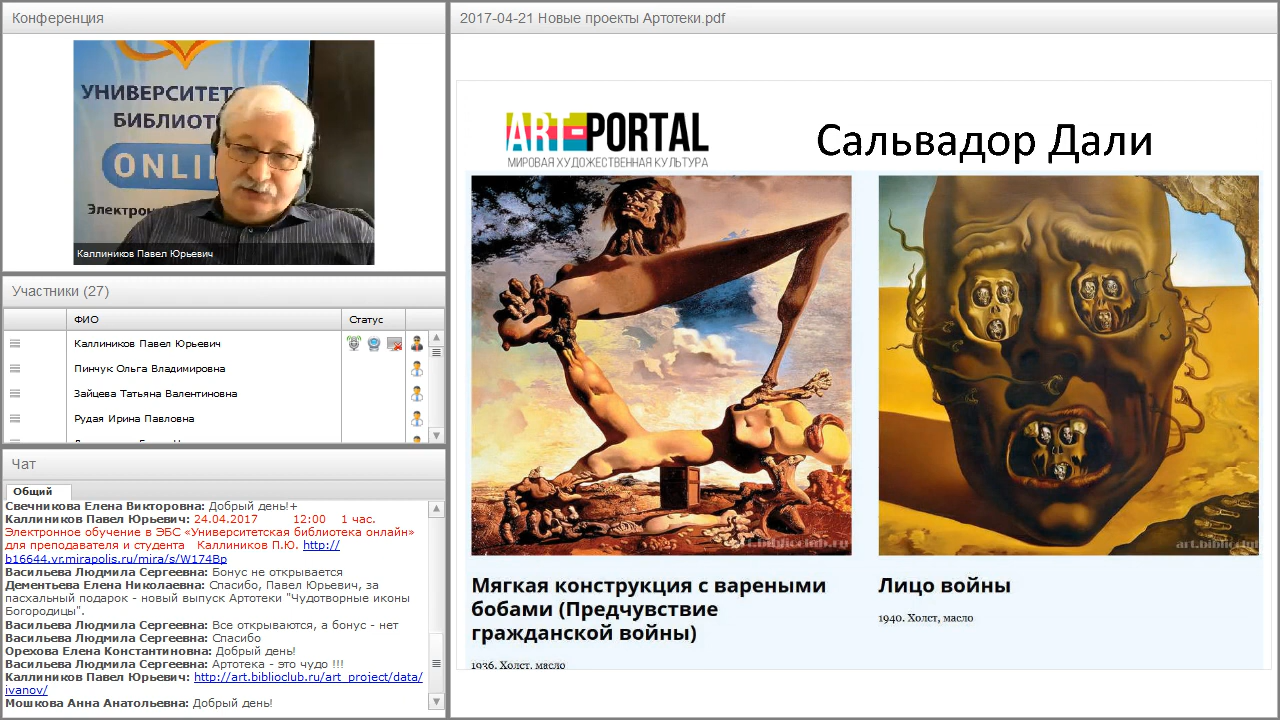 Конференция
УНИВЕРСИТЕТ
БИБЛИОТ
ONLI
Электрон
Каллиников Павел Юрьевич
Участники (27)
ФИО
Статус
Каллиников Павел Юрьевич
Пинчук Ольга Владимировна
Зайцева Татьяна Валентиновна
Рудая Ирина Павловна
Чат
Общий
Свечникова Елена Викторовна: Добрый день!+
Каллиников Павел Юрьевич: 24.04.2017 12:00 1 час.
Электронное обучение в ЭБС «Университетская библиотека онлайн»
для преподавателя и студента Каллиников П.Ю. http://
b16644.vr.mirapolis.ru/mira/s/W174Bp
Васильева Людмила Сергеевна: Бонус не открывается
Дементьева Елена Николаевна: Спасибо, Павел Юрьевич, за
пасхальный подарок - новый выпуск Артотеки "Чудотворные иконы
Богородицы".
Васильева Людмила Сергеевна: Все открываются, а бонус - нет
Васильева Людмила Сергеевна: Спасибо
Орехова Елена Константиновна: Добрый день!
Васильева Людмила Сергеевна: Артотека - это чудо !!!
Каллиников Павел Юрьевич: http://art.biblioclub.ru/art_project/data/
ivanov/
Мошкова Анна Анатольевна: Добрый день!
2017-04-21 Новые проекты Артотеки.pdf
ART-PORTAL
МИРОВАЯ ХУДОЖЕСТВЕННАЯ КУЛЬТУРА
Сальвадор Дали
art.biblioclub.ru
art.biblioclub
Мягкая конструкция с вареными
бобами (Предчувствие
гражданской войны)
1936. Холст, масло
Лицо войны
1940. Холст, масло